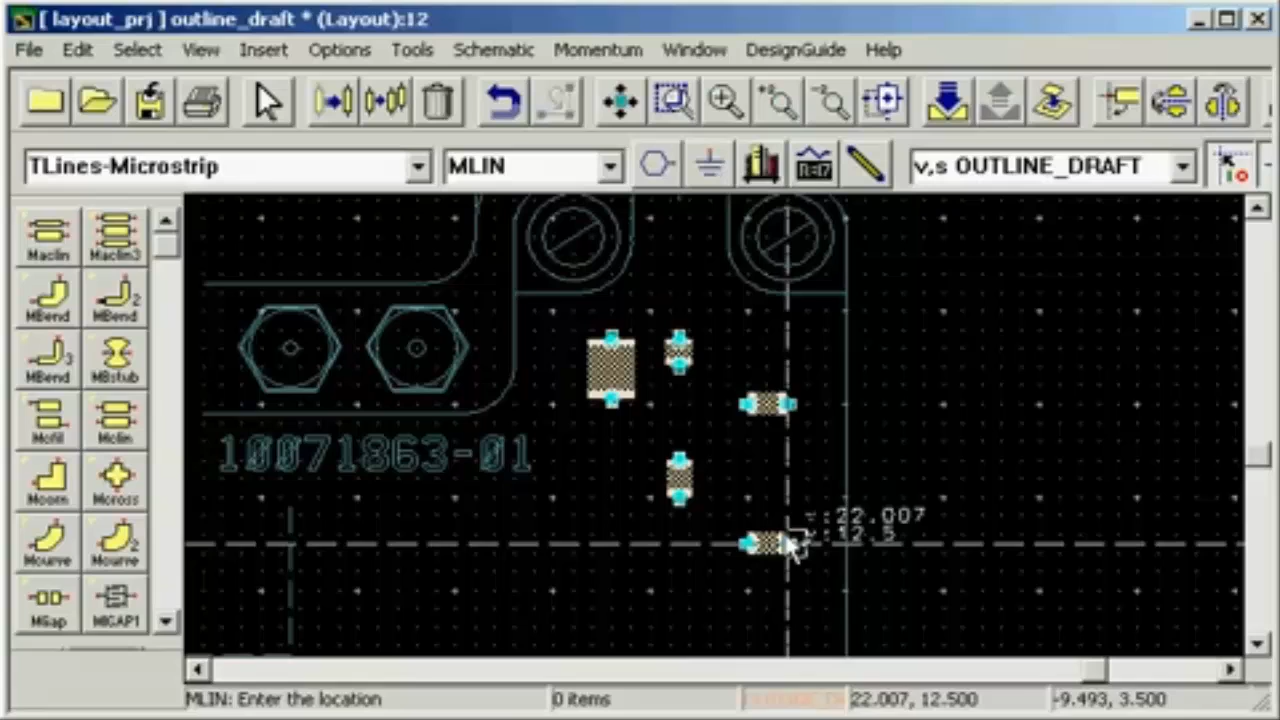 [ layout_prj ] outline_draft * (Layout):12
File Edit Select View Insert Options Tools Schematic Momentum Window DesignGuide Help
TLines-Microstrip MLIN v,s OUTLINE_DRAFT
Maclin Maclin3
MBend MBend
MBend MBstub
Mcfil Mclin
Mcorn Mcross
Mcurve Mcurve
MGap MIGAP1
10071863-01
22.007
12.5
MLIN: Enter the location 0 items 22.007, 12.500 -9.493, 3.500